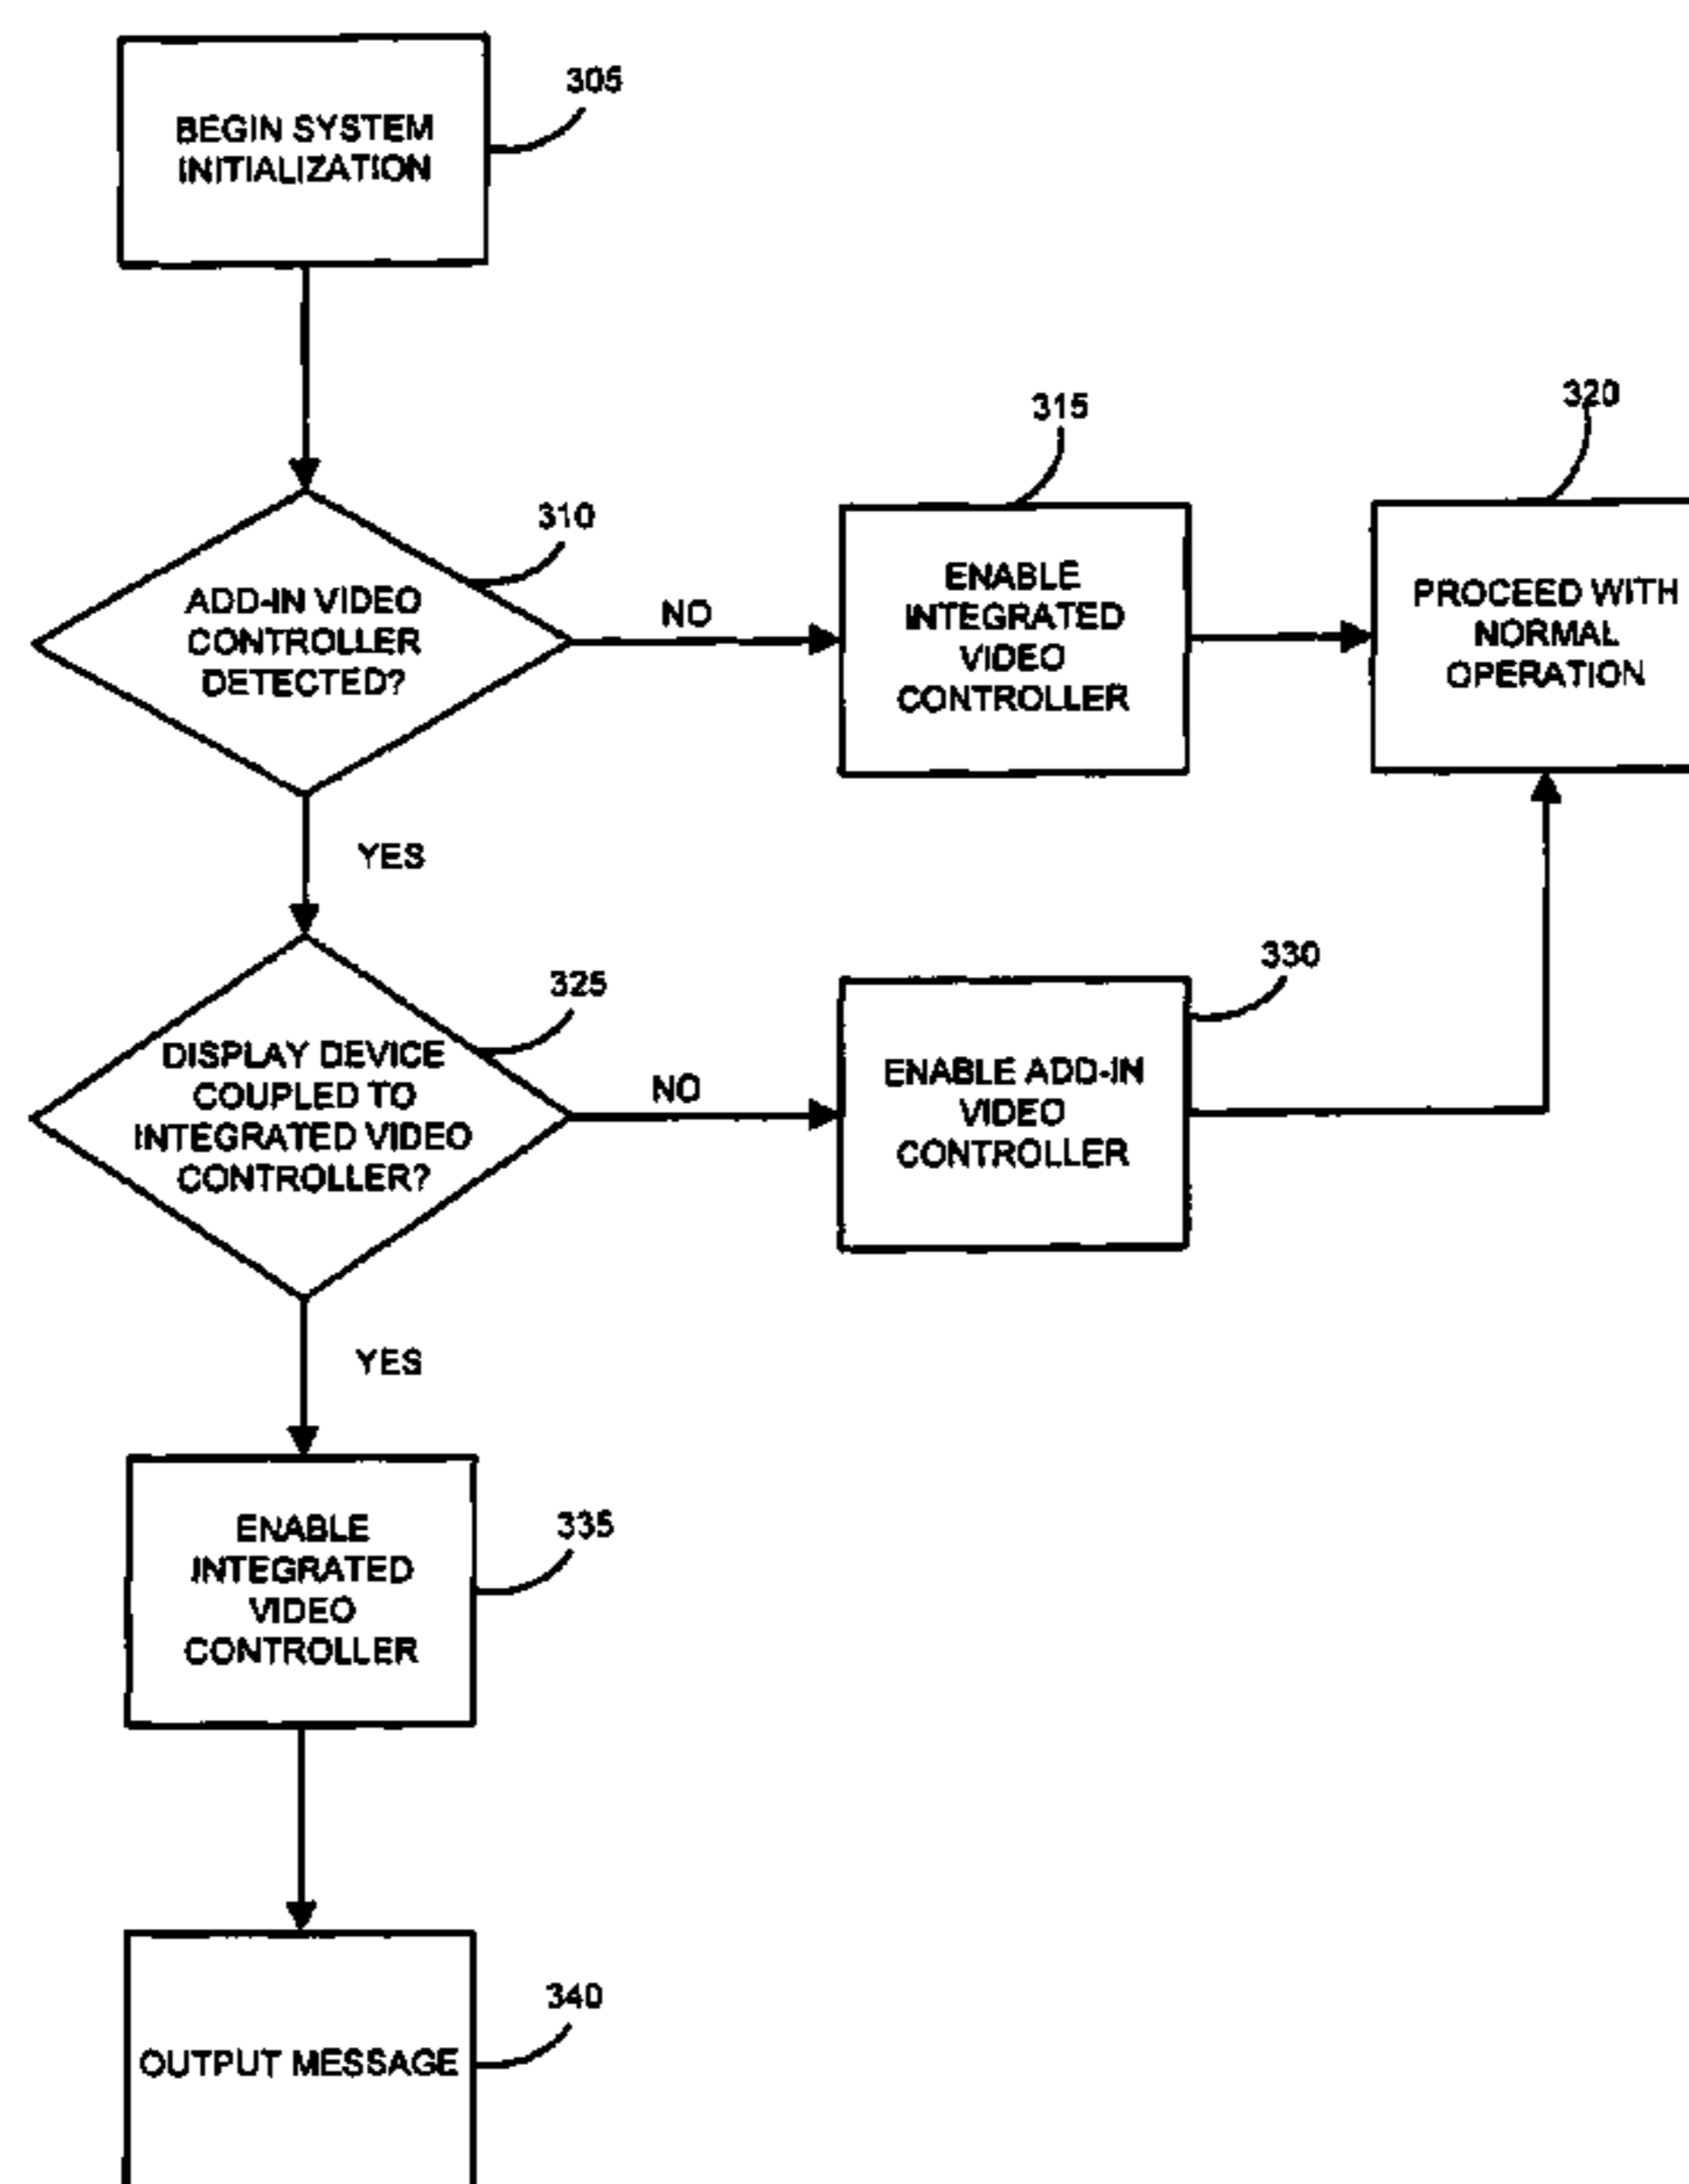 305
BEGIN SYSTEM
INITIALIZATION
310
ADD-IN VIDEO
CONTROLLER
DETECTED?
NO
315
ENABLE
INTEGRATED
VIDEO
CONTROLLER
320
PROCEED WITH
NORMAL
OPERATION
YES
325
DISPLAY DEVICE
COUPLED TO
INTEGRATED VIDEO
CONTROLLER?
NO
330
ENABLE ADD-IN
VIDEO
CONTROLLER
YES
335
ENABLE
INTEGRATED
VIDEO
CONTROLLER
340
OUTPUT MESSAGE